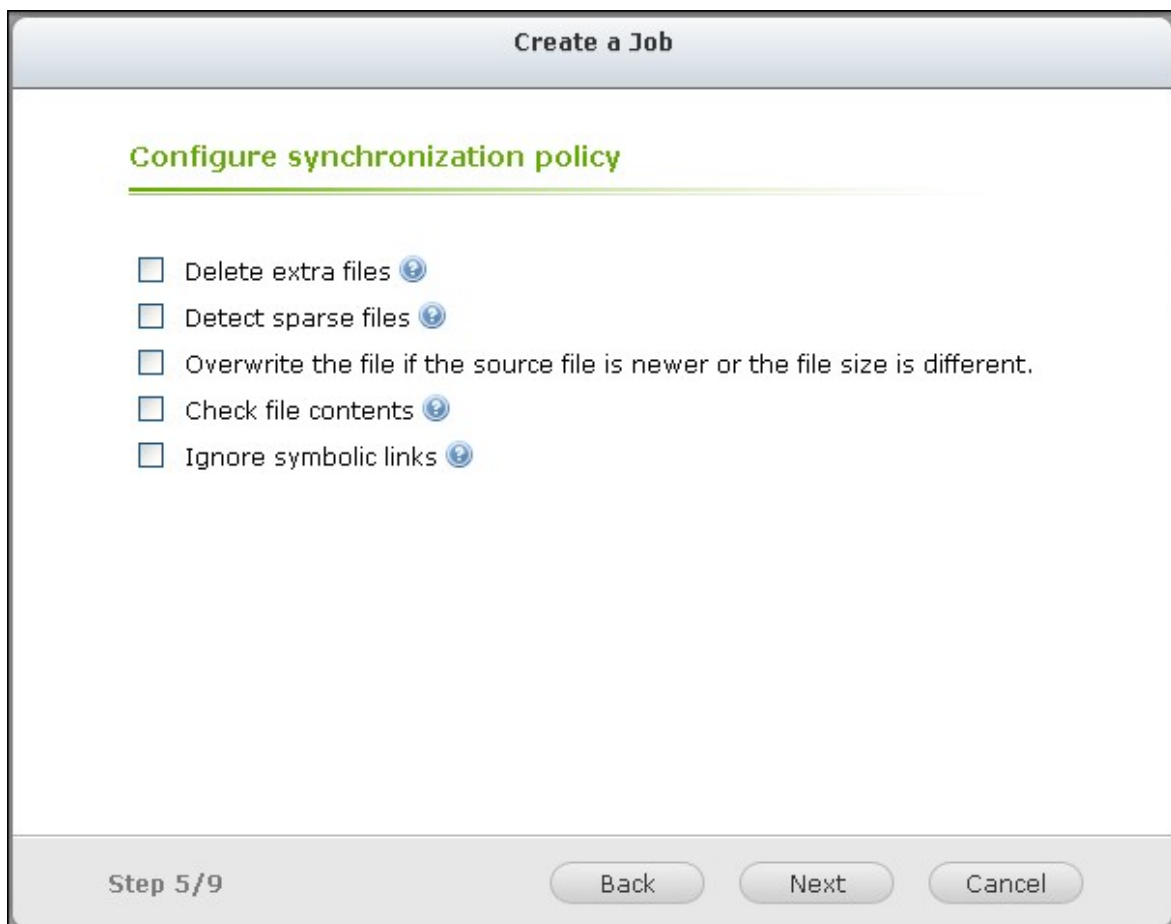 Create a Job
Configure synchronization policy
Delete extra files
Detect sparse files
Overwrite the file if the source file is newer or the file size is different.
Check file contents
Ignore symbolic links
Step 5/9 Back Next Cancel